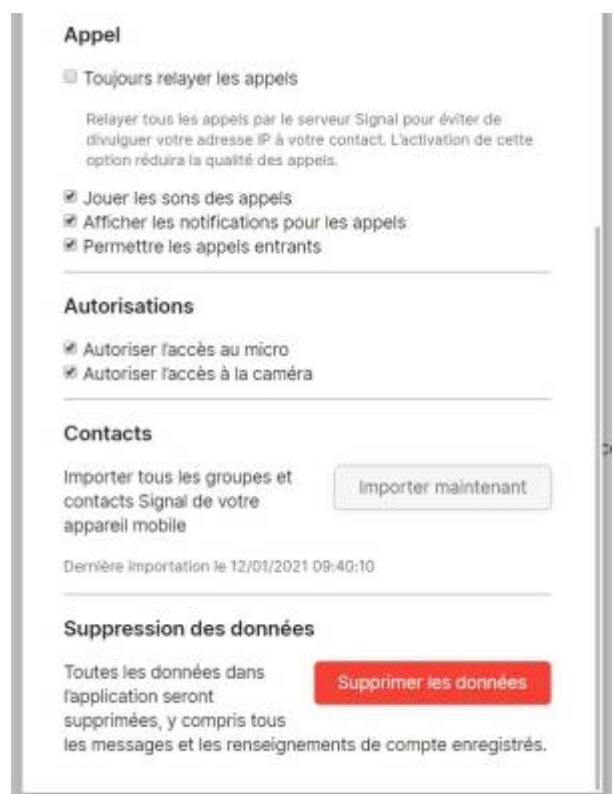 Appel
Toujours relayer les appels
Relayer tous les appels par le serveur Signal pour éviter de
divulguer votre adresse IP à votre contact. L'activation de cette
option réduira la qualité des appels.
Jouer les sons des appels
Afficher les notifications pour les appels
Permettre les appels entrants
Autorisations
Autoriser l'accès au micro
Autoriser l'accès à la caméra
Contacts
Importer tous les groupes et
contacts Signal de votre
appareil mobile
Importer maintenant
Dernière importation le 12/01/2021 09:40:10
Suppression des données
Toutes les données dans
l'application seront
supprimées, y compris tous
les messages et les renseignements de compte enregistrés.
Supprimer les données